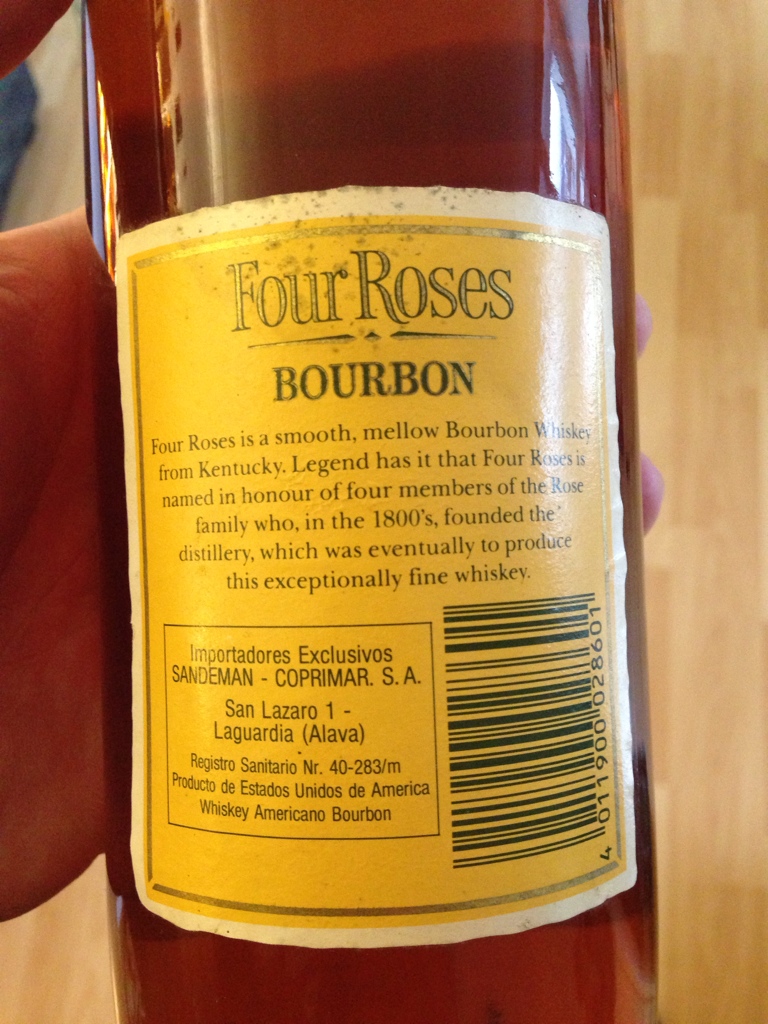 Four Roses
BOURBON
Four Roses is a smooth, mellow Bourbon Whiskey
from Kentucky. Legend has it that Four Roses is
named in honour of four members of the Rose
family who, in the 1800's, founded the
distillery, which was eventually to produce
this exceptionally fine whiskey.
Importadores Exclusivos
SANDEMAN - COPRIMAR. S.A.
San Lazaro 1 -
Laguardia (Alava)
Registro Sanitario Nr. 40-283/m
Producto de Estados Unidos de America
Whiskey Americano Bourbon
4 011900 028601